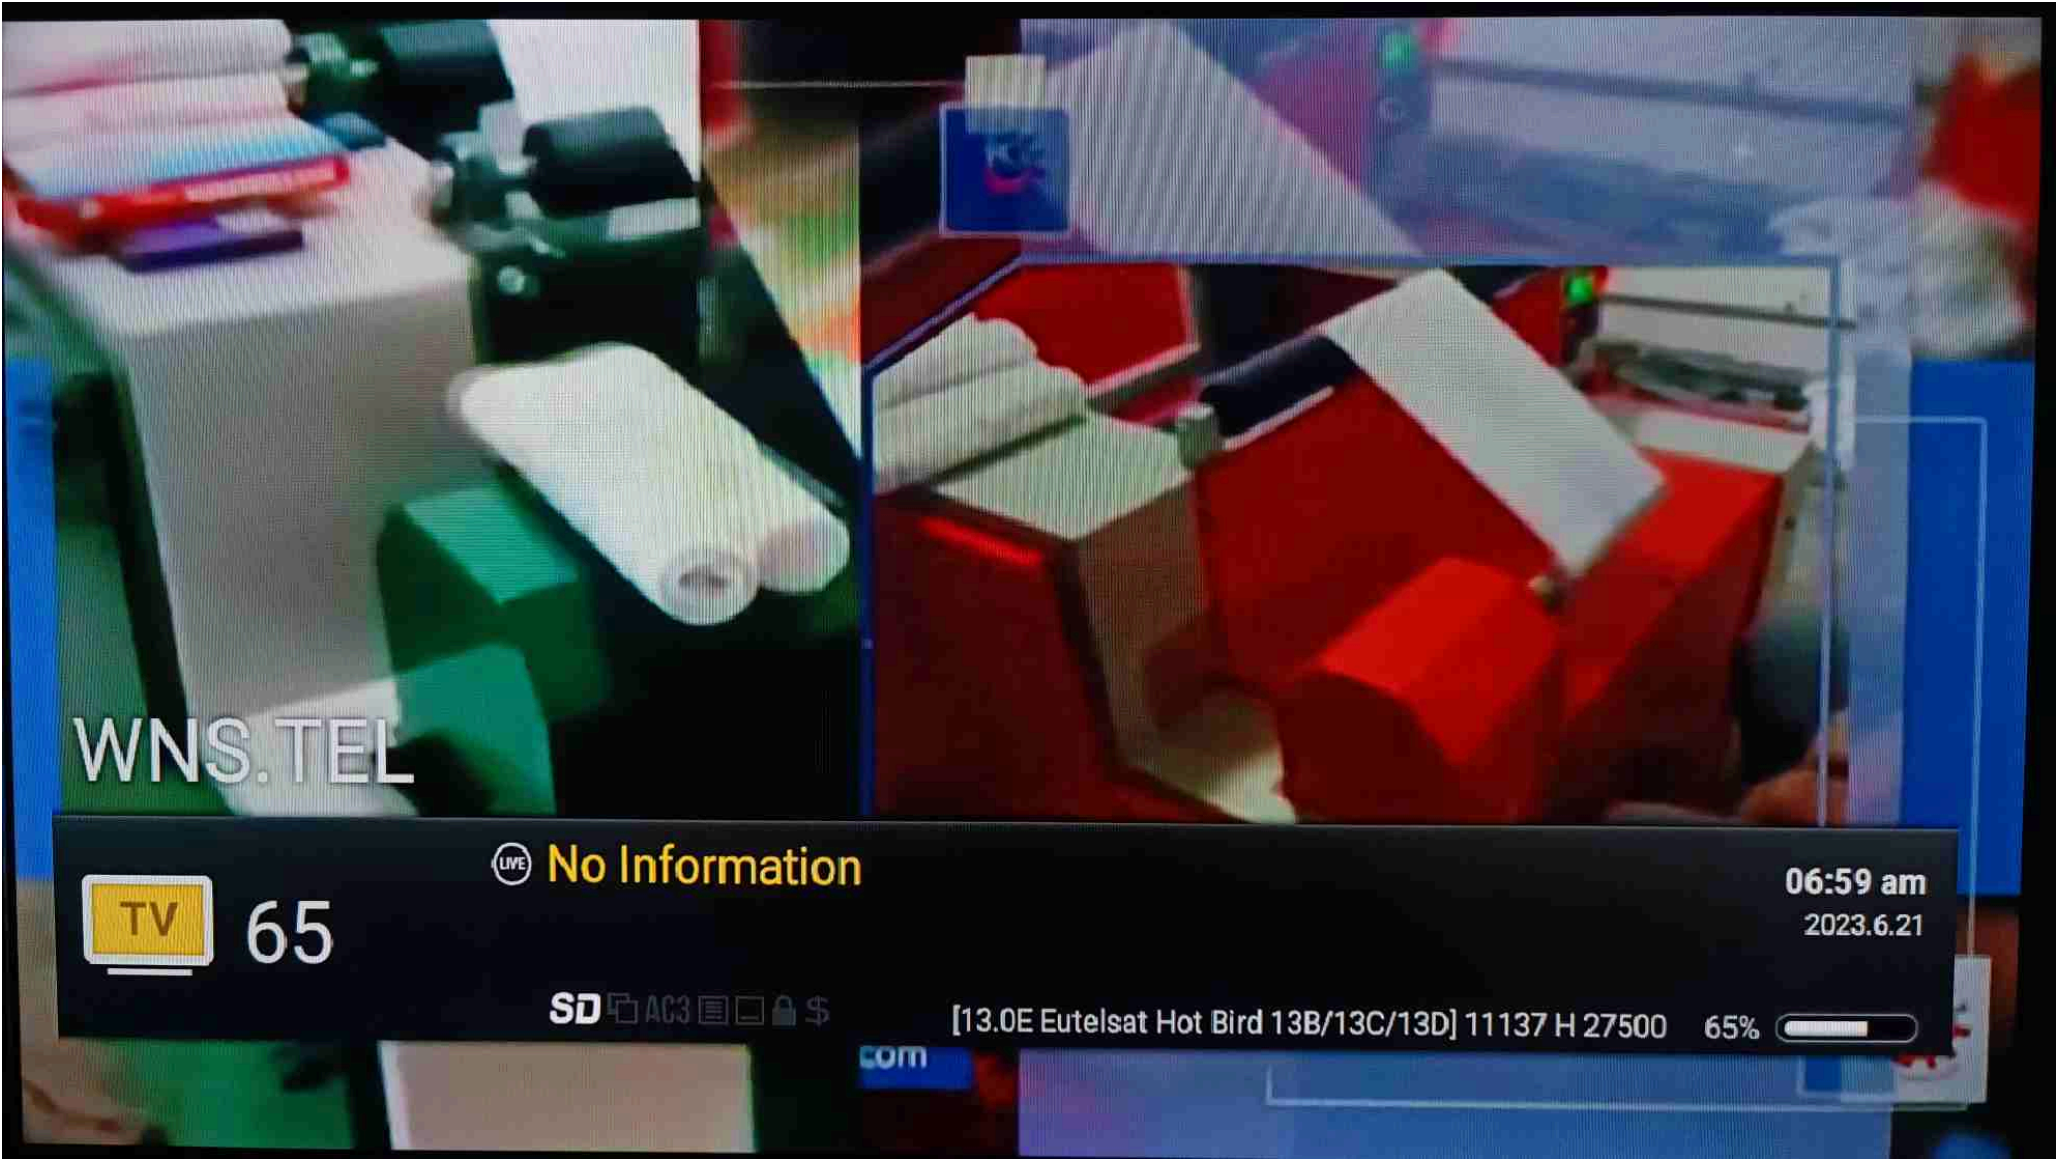 WNS.TEL
LIVE No Information
06:59 am
TV 65
2023.6.21
SD AC3 $
[13.0E Eutelsat Hot Bird 13B/13C/13D] 11137 H 27500 65%
com